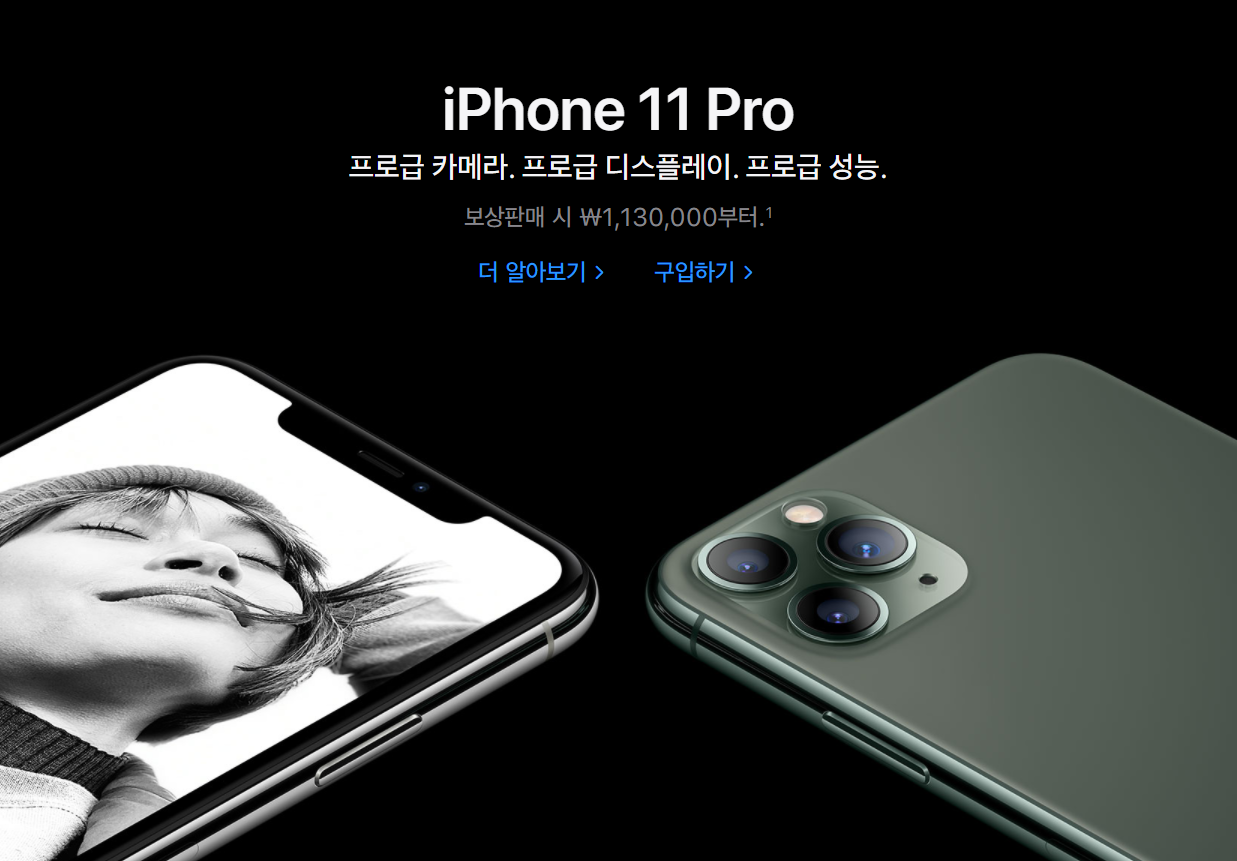 iPhone 11 Pro
프로급 카메라. 프로급 디스플레이. 프로급 성능.
보상판매 시 ₩1,130,000부터.¹
더 알아보기 > 구입하기 >